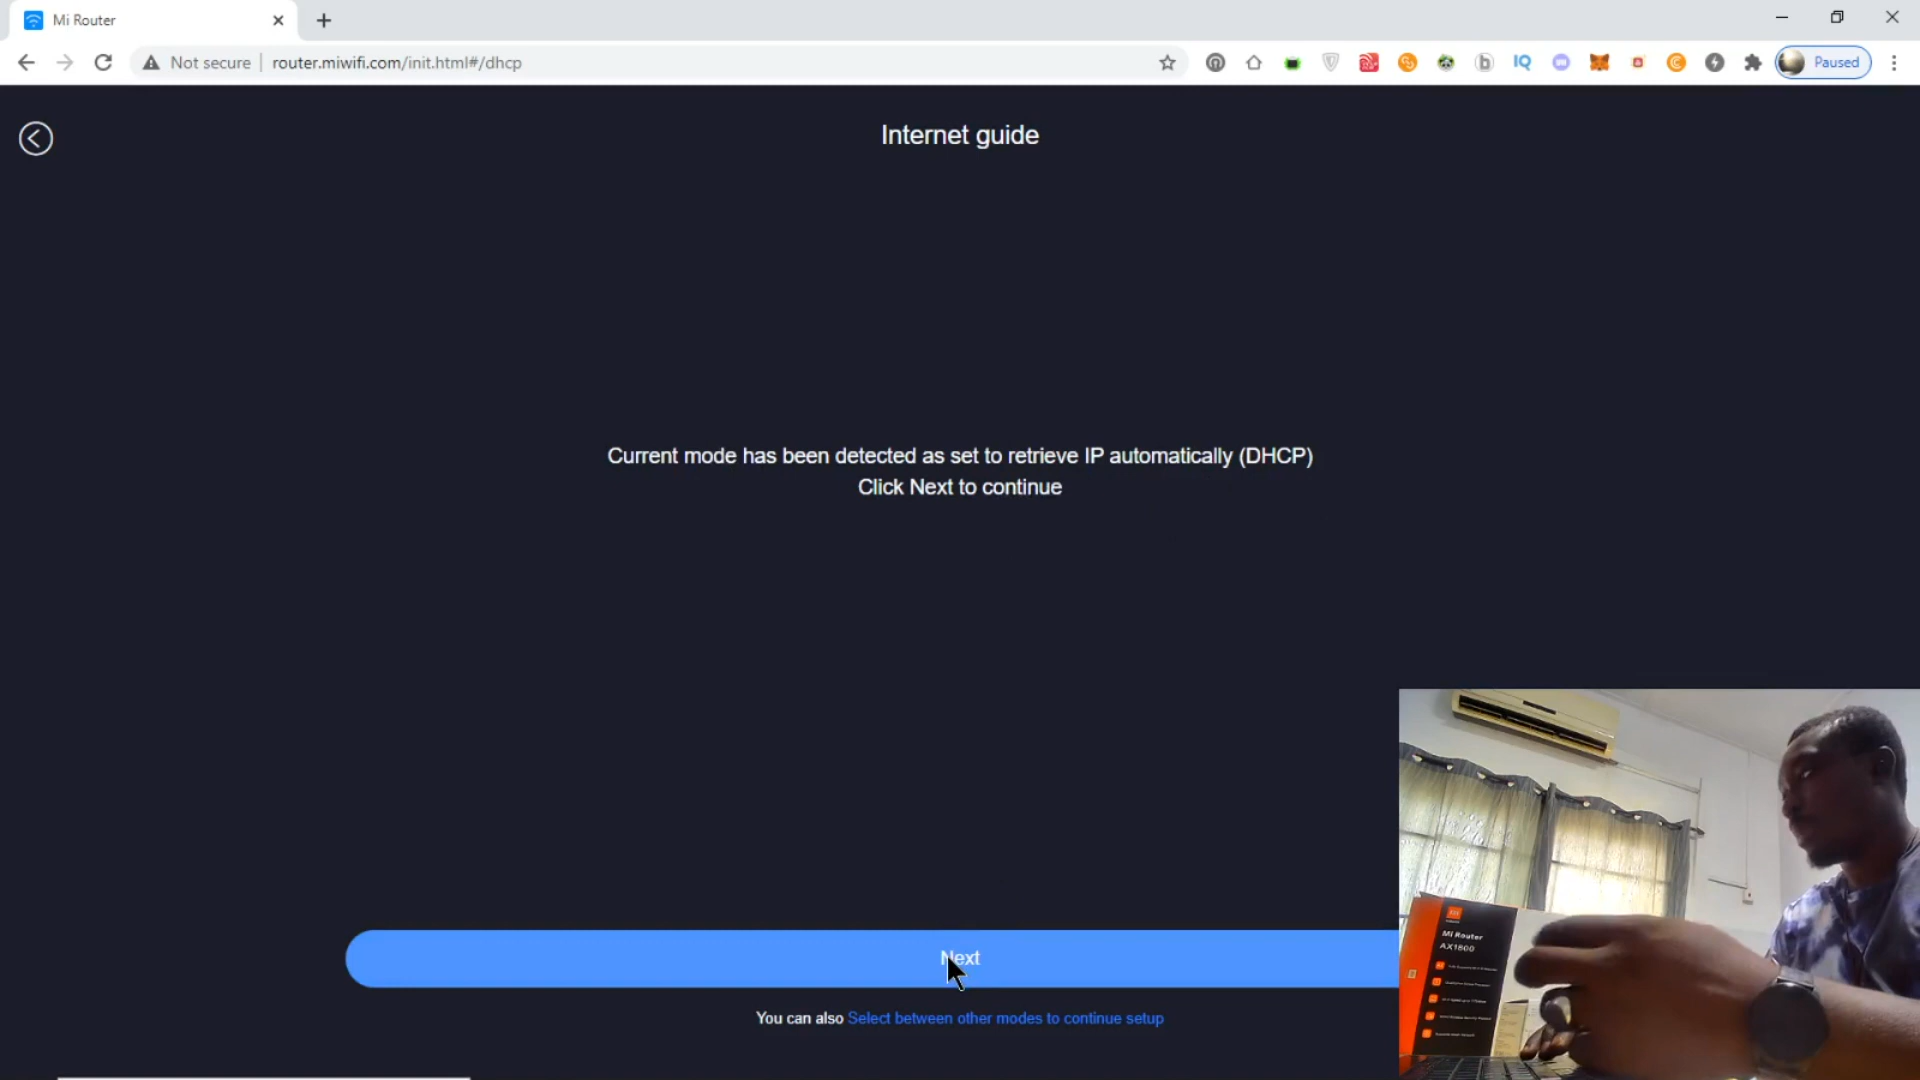 Mi Router
Not secure
router.miwifi.com/init.html#/dhcp
IQ
Paused
Internet guide
Current mode has been detected as set to retrieve IP automatically (DHCP)
Click Next to continue
Next
You can also Select between other modes to continue setup
Mi Router
AX1800